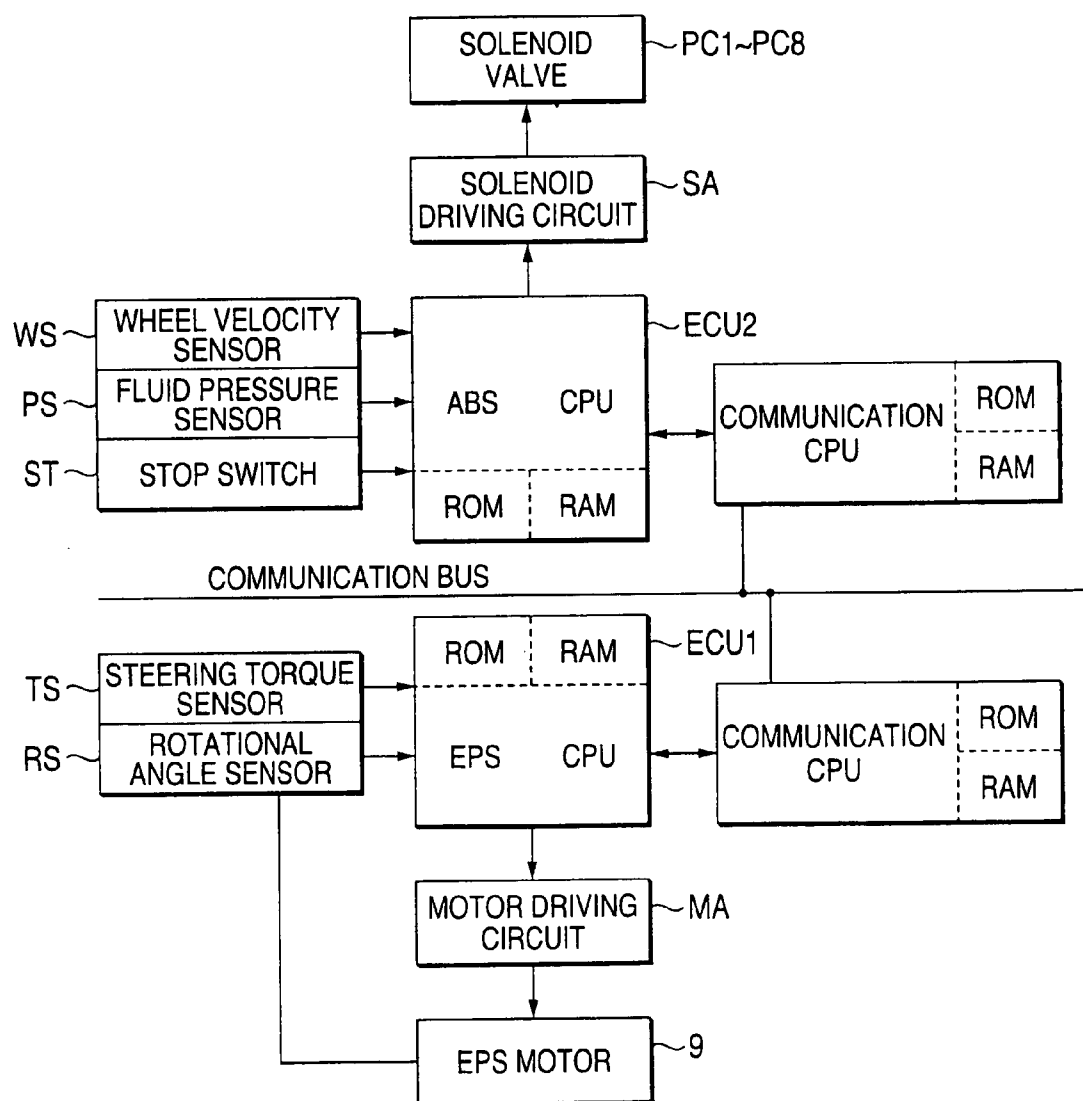 SOLENOID
VALVE
PC1~PC8
SOLENOID
DRIVING CIRCUIT
SA
WS
WHEEL VELOCITY
SENSOR
PS
FLUID PRESSURE
SENSOR
ST
STOP SWITCH
ABS CPU
ROM RAM
ECU2
COMMUNICATION
CPU
ROM
RAM
COMMUNICATION BUS
TS
STEERING TORQUE
SENSOR
RS
ROTATIONAL
ANGLE SENSOR
ROM RAM
EPS CPU
ECU1
COMMUNICATION
CPU
ROM
RAM
MOTOR DRIVING
CIRCUIT
MA
EPS MOTOR
9